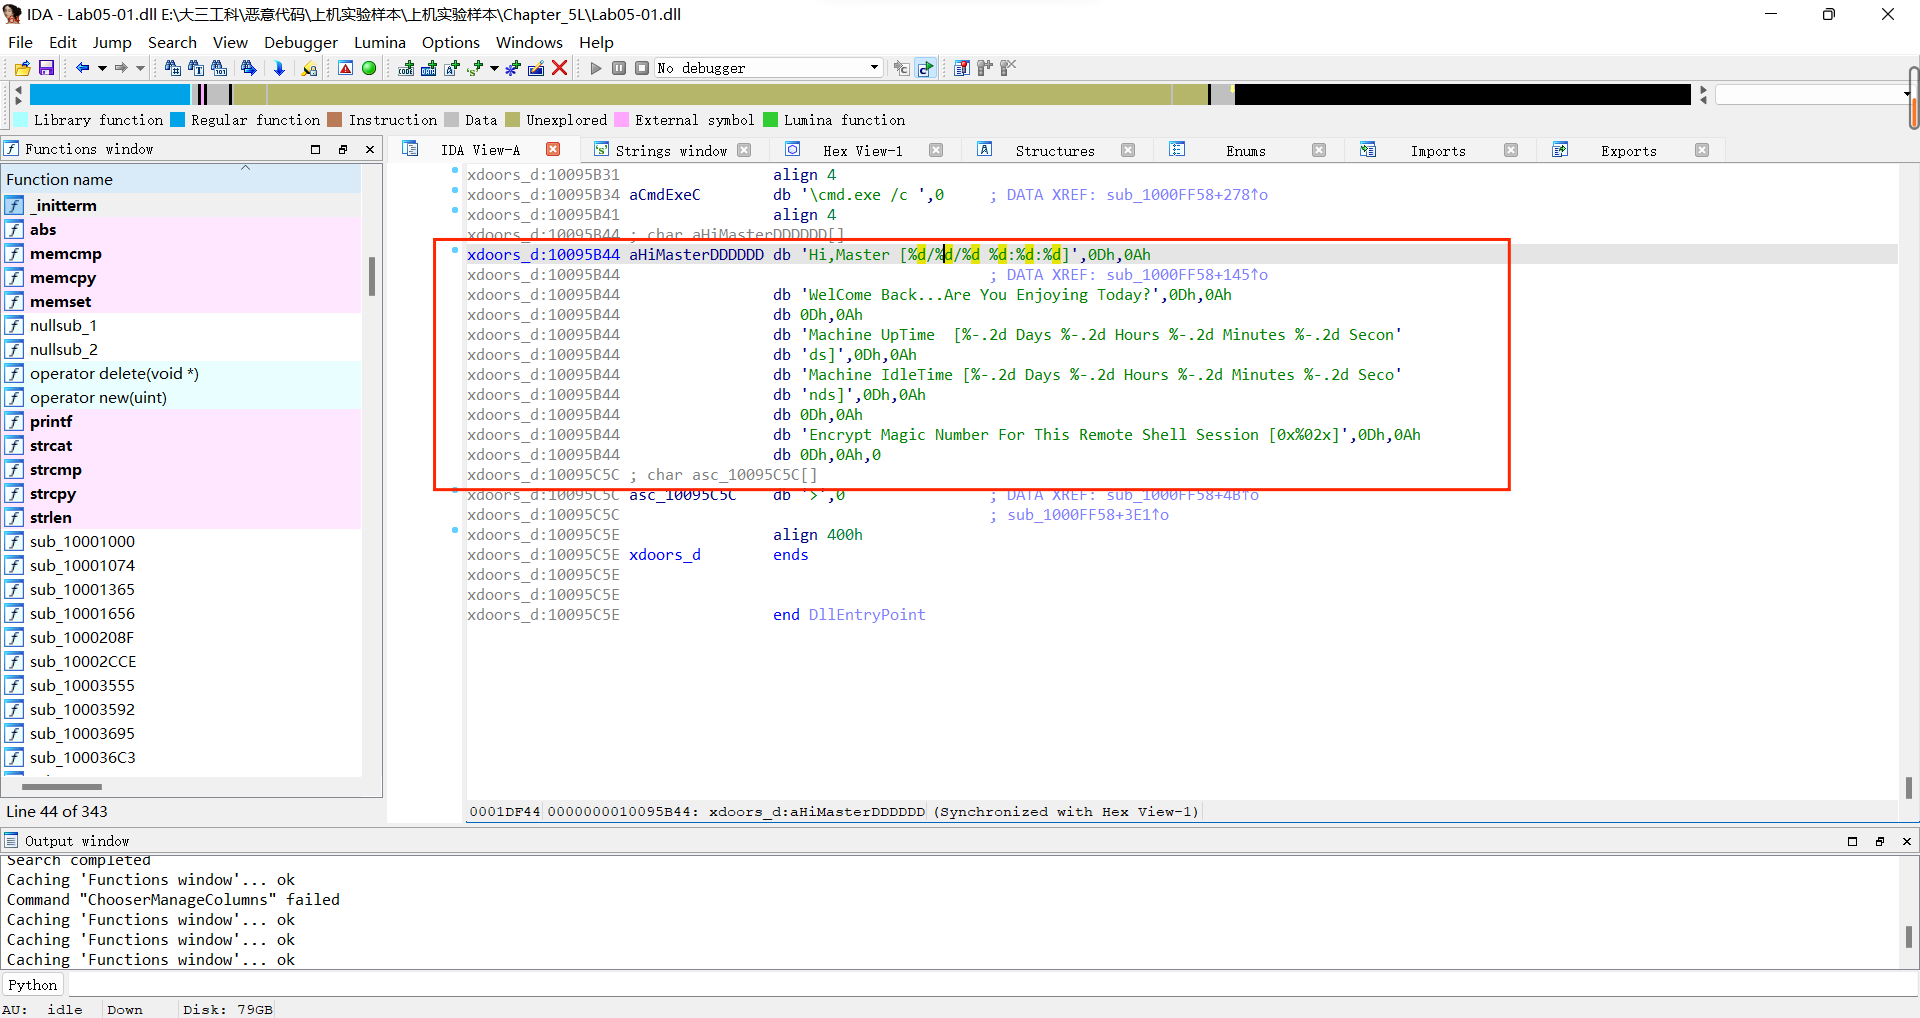 IDA - Lab05-01.dll E:\大三工科\恶意代码\上机实验样本\上机实验样本\Chapter_5L\Lab05-01.dll
File Edit Jump Search View Debugger Lumina Options Windows Help
No debugger
Library function Regular function Instruction Data Unexplored External symbol Lumina function
Functions window
IDA View-A Strings window Hex View-1 Structures Enums Imports Exports
Function name
_initterm
abs
memcmp
memcpy
memset
nullsub_1
nullsub_2
operator delete(void *)
operator new(uint)
printf
strcat
strcmp
strcpy
strlen
sub_10001000
sub_10001074
sub_10001365
sub_10001656
sub_1000208F
sub_10002CCE
sub_10003555
sub_10003592
sub_10003695
sub_100036C3
Line 44 of 343
xdoors_d:10095B31 align 4
xdoors_d:10095B34 aCmdExeC db '\cmd.exe /c ',0 ; DATA XREF: sub_1000FF58+278↑o
xdoors_d:10095B41 align 4
xdoors_d:10095B44 ; char aHiMasterDDDDDD[]
xdoors_d:10095B44 aHiMasterDDDDDD db 'Hi,Master [%d/%d/%d %d:%d:%d]',0Dh,0Ah
xdoors_d:10095B44 ; DATA XREF: sub_1000FF58+145↑o
xdoors_d:10095B44 db 'WelCome Back...Are You Enjoying Today?',0Dh,0Ah
xdoors_d:10095B44 db 0Dh,0Ah
xdoors_d:10095B44 db 'Machine UpTime  [%-.2d Days %-.2d Hours %-.2d Minutes %-.2d Secon'
xdoors_d:10095B44 db 'ds]',0Dh,0Ah
xdoors_d:10095B44 db 'Machine IdleTime [%-.2d Days %-.2d Hours %-.2d Minutes %-.2d Seco'
xdoors_d:10095B44 db 'nds]',0Dh,0Ah
xdoors_d:10095B44 db 0Dh,0Ah
xdoors_d:10095B44 db 'Encrypt Magic Number For This Remote Shell Session [0x%02x]',0Dh,0Ah
xdoors_d:10095B44 db 0Dh,0Ah,0
xdoors_d:10095C5C ; char asc_10095C5C[]
xdoors_d:10095C5C asc_10095C5C db '>',0 ; DATA XREF: sub_1000FF58+4B↑o
xdoors_d:10095C5C ; sub_1000FF58+3E1↑o
xdoors_d:10095C5E align 400h
xdoors_d:10095C5E xdoors_d ends
xdoors_d:10095C5E
xdoors_d:10095C5E
xdoors_d:10095C5E end DllEntryPoint
0001DF44 0000000010095B44: xdoors_d:aHiMasterDDDDDD (Synchronized with Hex View-1)
Output window
Search completed
Caching 'Functions window'... ok
Command "ChooserManageColumns" failed
Caching 'Functions window'... ok
Caching 'Functions window'... ok
Caching 'Functions window'... ok
Python
AU: idle Down Disk: 79GB